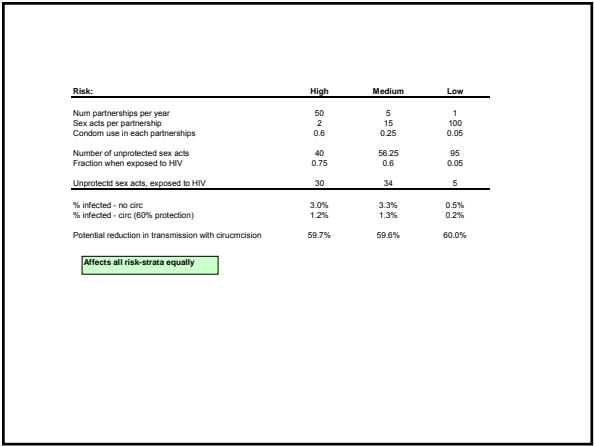 Risk: High Medium Low
Num partnerships per year 50 5 1
Sex acts per partnership 2 15 100
Condom use in each partnerships 0.6 0.25 0.05
Number of unprotected sex acts 40 56.25 95
Fraction when exposed to HIV 0.75 0.6 0.05
Unprotectd sex acts, exposed to HIV 30 34 5
% infected - no circ 3.0% 3.3% 0.5%
% infected - circ (60% protection) 1.2% 1.3% 0.2%
Potential reduction in transmission with cirucmcision 59.7% 59.6% 60.0%
Affects all risk-strata equally